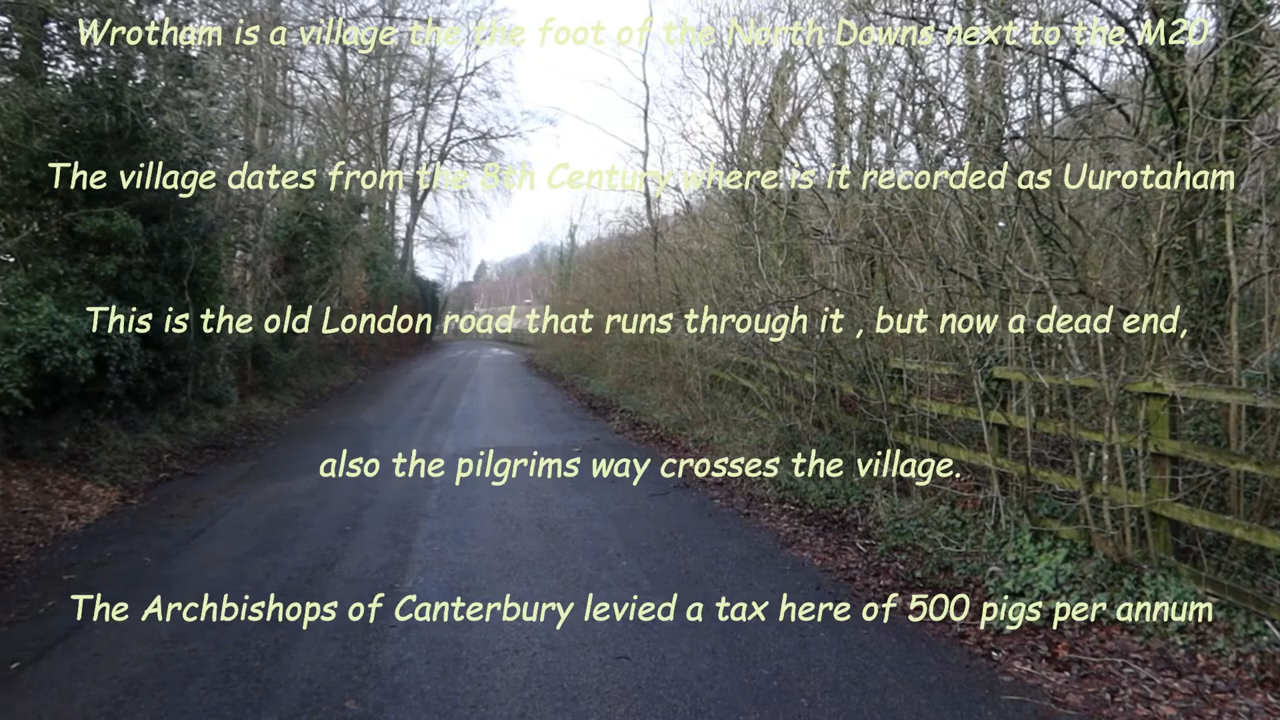 Wrotham is a village the the foot of the North Downs next to the M20
The village dates from the 8th Century where is it recorded as Uurotaham
This is the old London road that runs through it , but now a dead end,
also the pilgrims way crosses the village.
The Archbishops of Canterbury levied a tax here of 500 pigs per annum